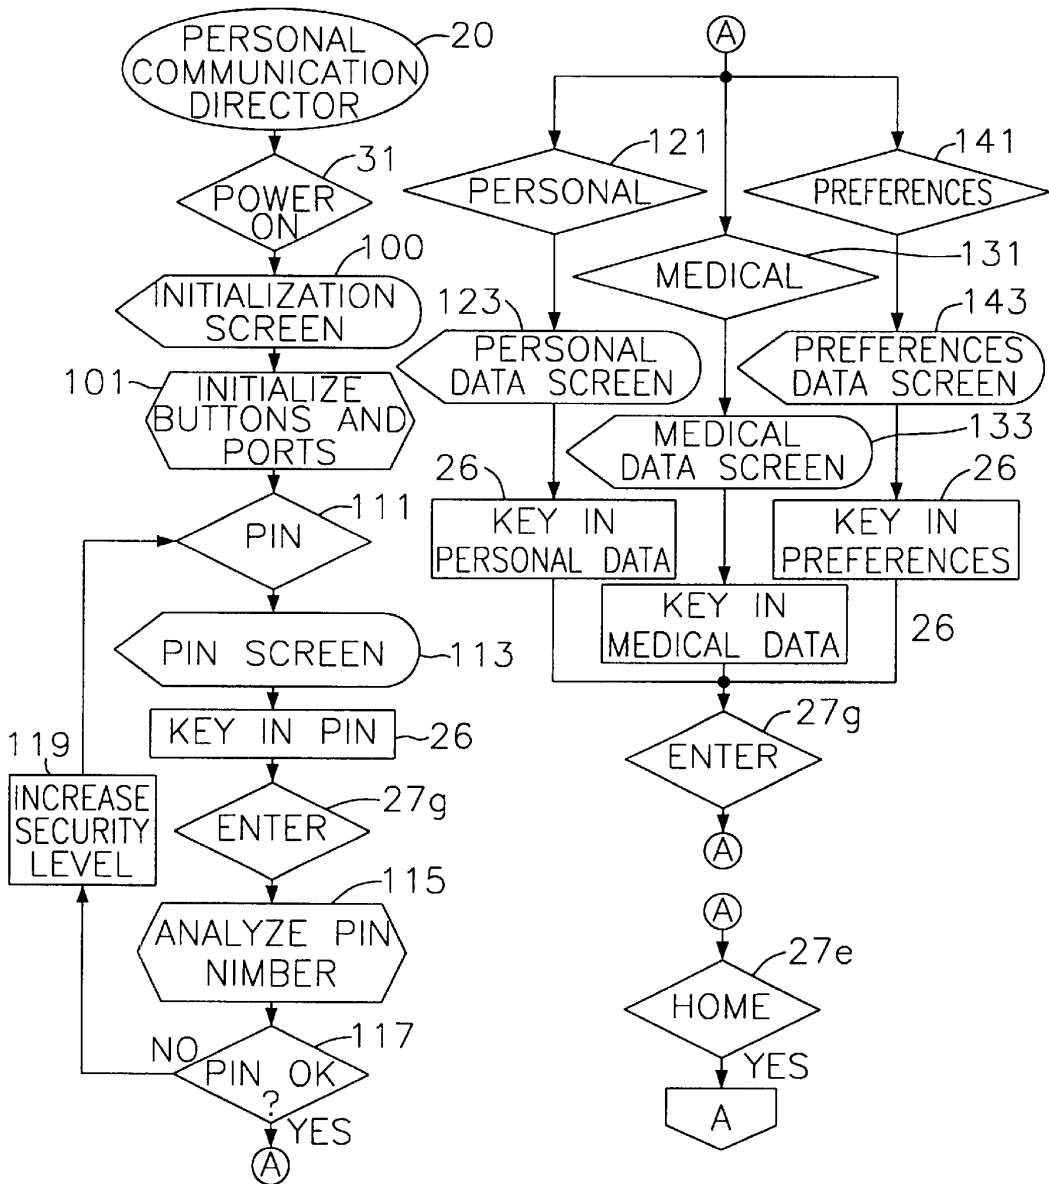 PERSONAL
COMMUNICATION
DIRECTOR
20
31
POWER
ON
100
INITIALIZATION
SCREEN
101
INITIALIZE
BUTTONS AND
PORTS
111
PIN
PIN SCREEN
113
KEY IN PIN
26
119
INCREASE
SECURITY
LEVEL
27g
ENTER
115
ANALYZE PIN
NIMBER
117
NO
PIN OK
?
YES
A
A
121
PERSONAL
141
PREFERENCES
131
MEDICAL
123
PERSONAL
DATA SCREEN
143
PREFERENCES
DATA SCREEN
MEDICAL
DATA SCREEN
133
26
KEY IN
PERSONAL DATA
26
KEY IN
PREFERENCES
KEY IN
MEDICAL DATA
26
27g
ENTER
A
A
27e
HOME
YES
A